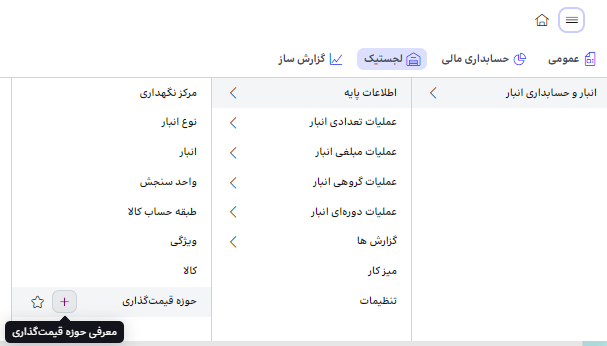 عمومی
حسابداری مالی
لجستیک
گزارش ساز
انبار و حسابداری انبار
اطلاعات پایه
عملیات تعدادی انبار
عملیات مبلغی انبار
عملیات گروهی انبار
عملیات دوره‌ای انبار
گزارش ها
میز کار
تنظیمات
مرکز نگهداری
نوع انبار
انبار
واحد سنجش
طبقه حساب کالا
ویژگی
کالا
حوزه قیمت‌گذاری
معرفی حوزه قیمت‌گذاری